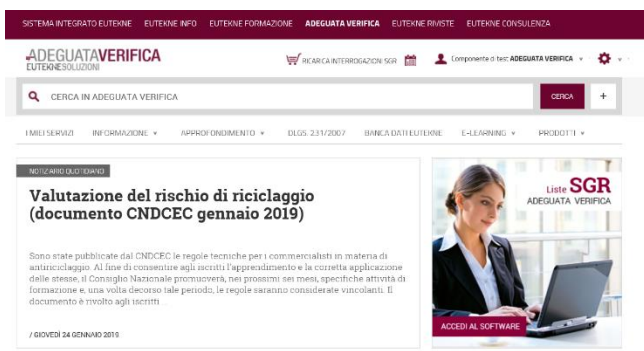 SISTEMA INTEGRATO EUTEKNE EUTEKNE INFO EUTEKNE FORMAZIONE ADEGUATA VERIFICA EUTEKNE RIVISTE EUTEKNE CONSULENZA
ADEGUATAVERIFICA
EUTEKNESOLUZIONI
RICARICA INTERROGAZIONI SGR
Componente di test ADEGUATA VERIFICA
CERCA IN ADEGUATA VERIFICA
CERCA +
I MIEI SERVIZI INFORMAZIONE APPROFONDIMENTO DLGS. 231/2007 BANCA DATI EUTEKNE E-LEARNING PRODOTTI
NOTIZIARIO QUOTIDIANO
Valutazione del rischio di riciclaggio
(documento CNDCEC gennaio 2019)
Sono state pubblicate dal CNDCEC le regole tecniche per i commercialisti in materia di
antiriciclaggio. Al fine di consentire agli iscritti l'apprendimento e la corretta applicazione
delle stesse, il Consiglio Nazionale promuoverà, nei prossimi sei mesi, specifiche attività di
formazione e, una volta decorso tale periodo, le regole saranno considerate vincolanti. Il
documento è rivolto agli iscritti...
/ GIOVEDÌ 24 GENNAIO 2019
Liste SGR
ADEGUATA VERIFICA
ACCEDI AL SOFTWARE